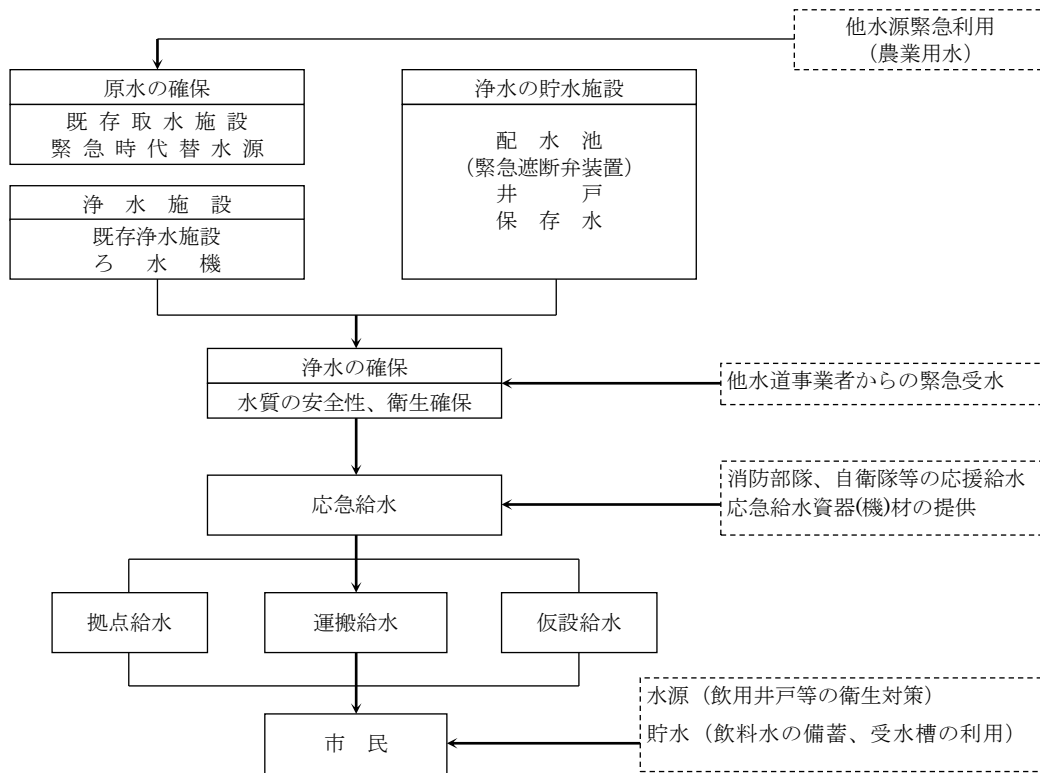 他水源緊急利用
（農業用水）
原水の確保
既存取水施設
緊急時代替水源
浄水の貯水施設
配水池
（緊急遮断弁装置）
井戸
保存水
浄水施設
既存浄水施設
ろ水機
浄水の確保
水質の安全性、衛生確保
他水道事業者からの緊急受水
応急給水
消防部隊、自衛隊等の応援給水
応急給水資器(機)材の提供
拠点給水
運搬給水
仮設給水
水源（飲用井戸等の衛生対策）
貯水（飲料水の備蓄、受水槽の利用）
市民